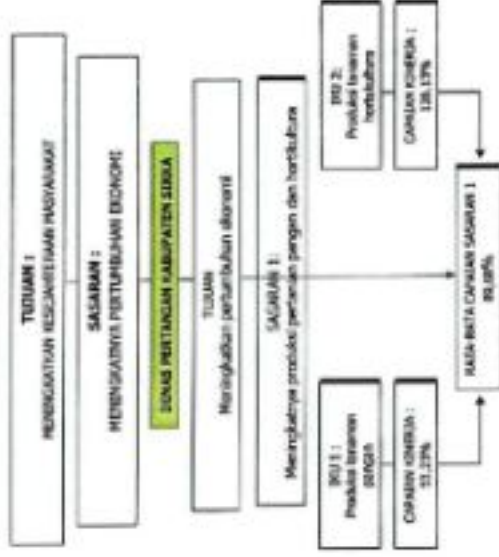 TUJUAN :
MENINGKATKAN KESEJAHTERAAN MASYARAKAT
SASARAN :
MENINGKATNYA PERTUMBUHAN EKONOMI
DINAS PERTANIAN KABUPATEN SIKKA
TUJUAN
Meningkatkan pertumbuhan ekonomi
SASARAN 1:
Meningkatnya produksi pertanian pangan dan hortikultura
IKU 1 :
Produksi tanaman
pangan
CAPAIAN KINERJA :
IKU 2:
Produksi tanaman
hortikultura
CAPAIAN KINERJA :
RATA-RATA CAPAIAN SASARAN 1